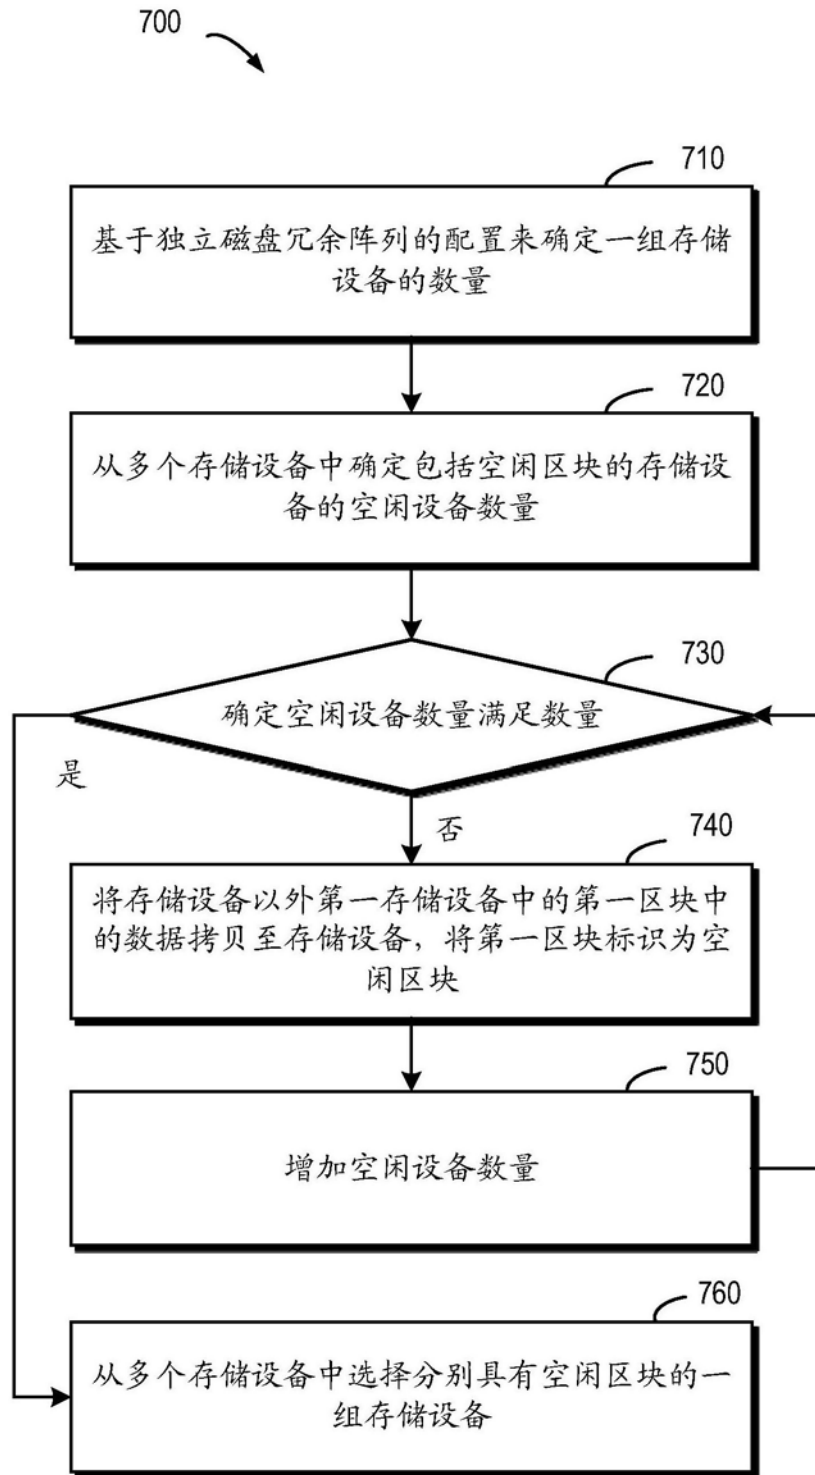 700
710
基于独立磁盘冗余阵列的配置来确定一组存储
设备的数量
720
从多个存储设备中确定包括空闲区块的存储设
备的空闲设备数量
730
确定空闲设备数量满足数量
是
否
740
将存储设备以外第一存储设备中的第一区块中
的数据拷贝至存储设备，将第一区块标识为空
闲区块
750
增加空闲设备数量
760
从多个存储设备中选择分别具有空闲区块的一
组存储设备